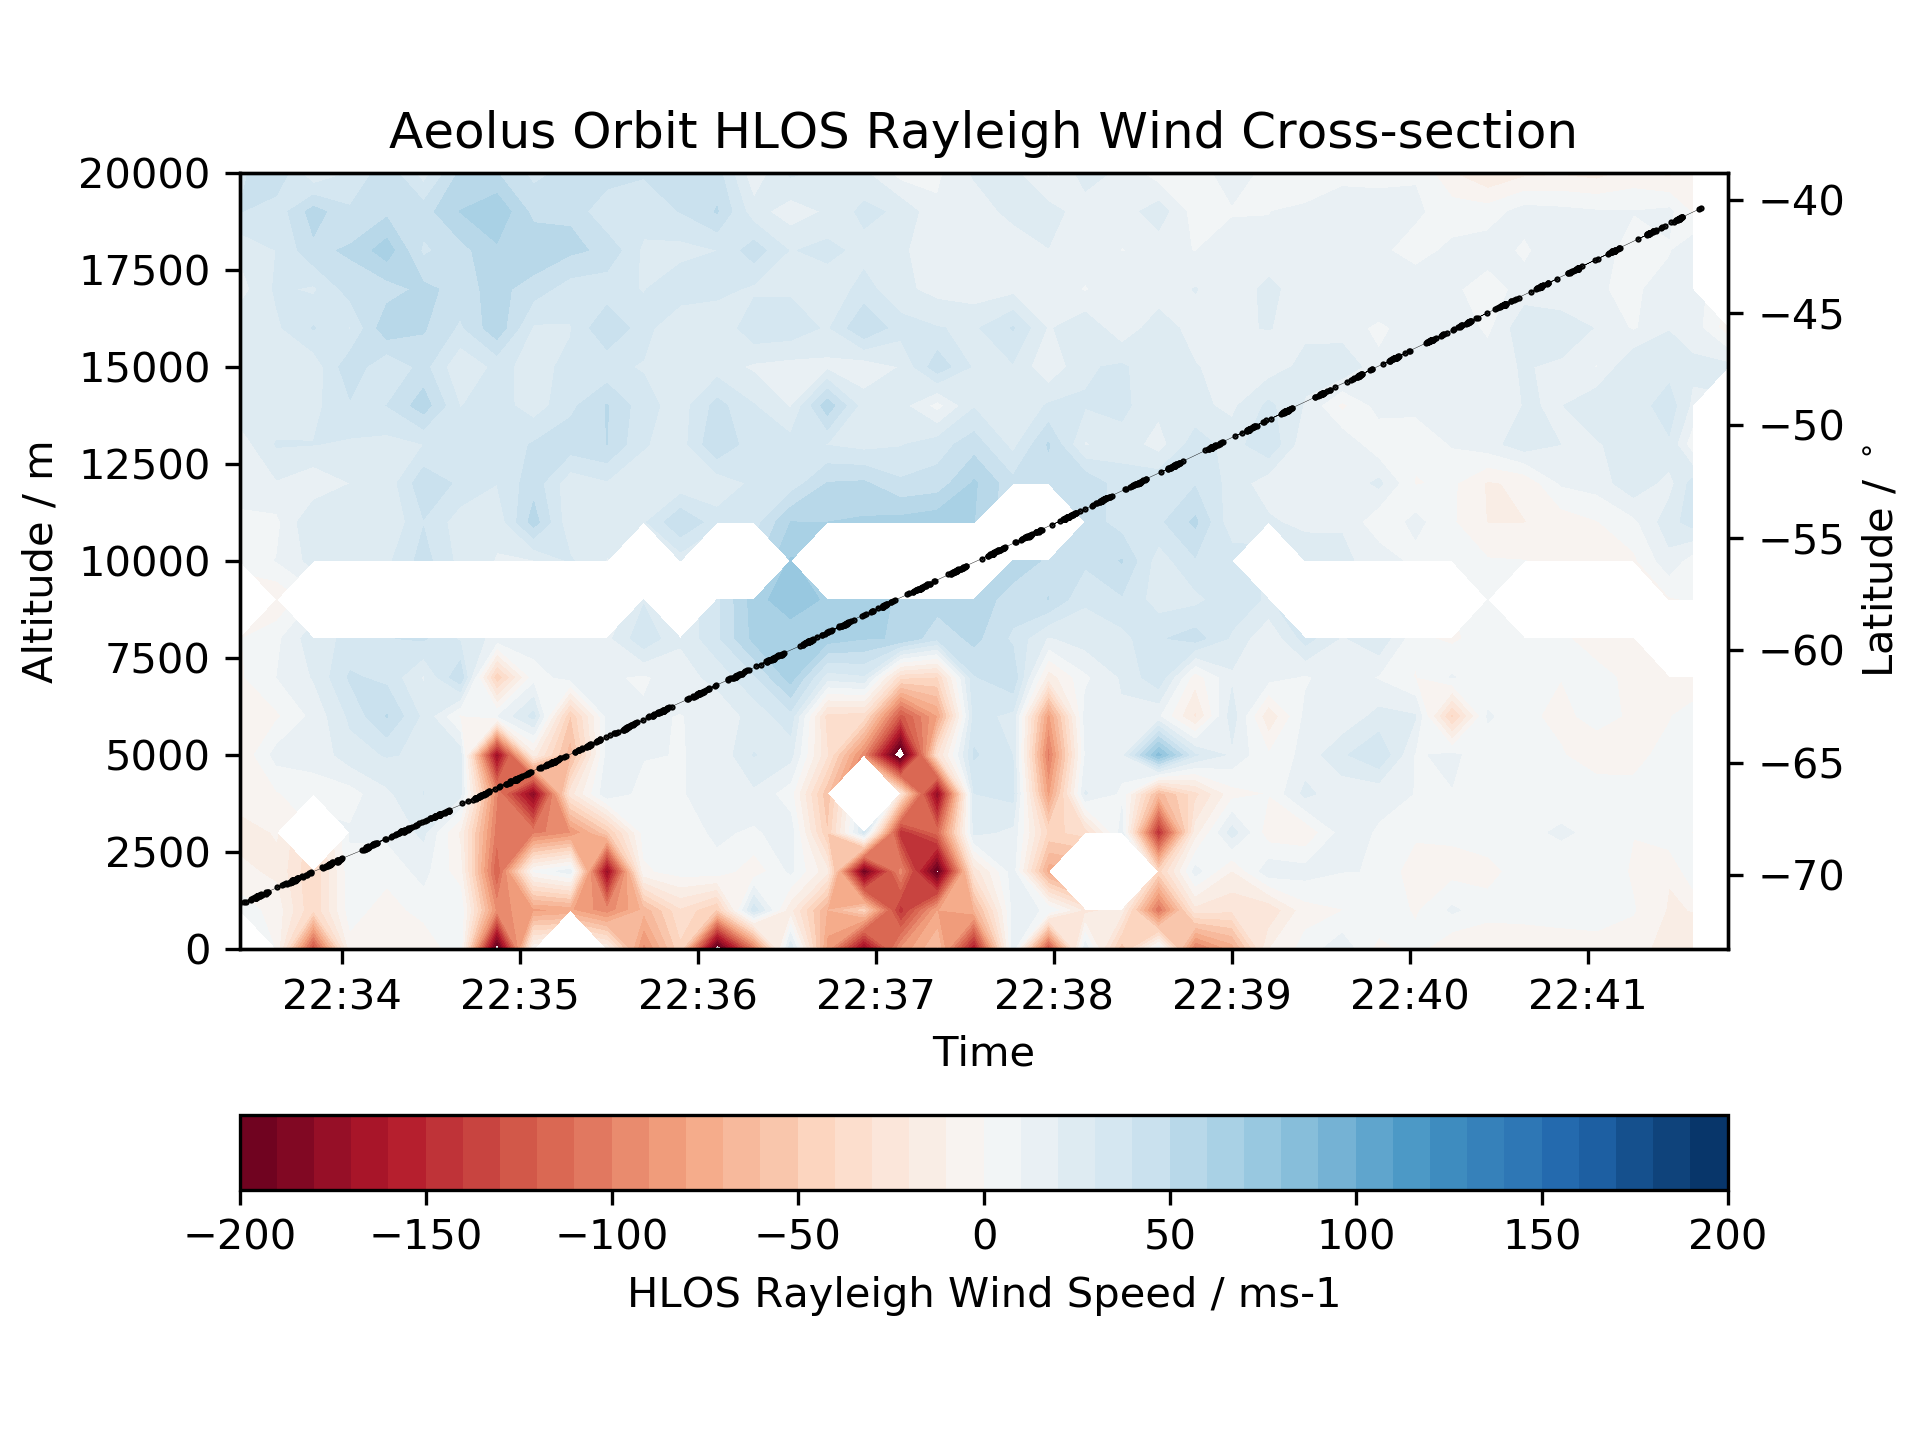 Aeolus Orbit HLOS Rayleigh Wind Cross-section
20000
17500
15000
12500
10000
7500
5000
2500
0
Altitude / m
−40
−45
−50
−55
−60
−65
−70
Latitude / °
22:34 22:35 22:36 22:37 22:38 22:39 22:40 22:41
Time
−200 −150 −100 −50 0 50 100 150 200
HLOS Rayleigh Wind Speed / ms-1